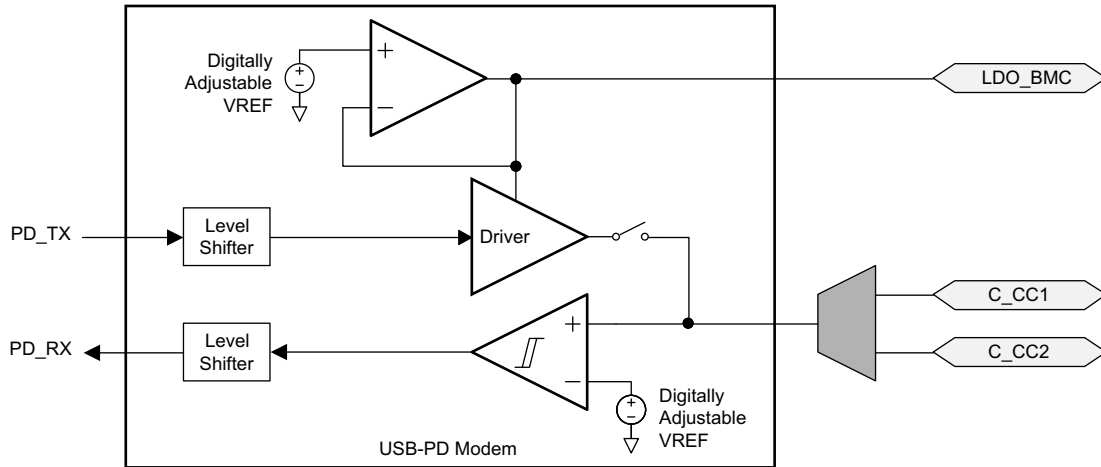 Digitally
Adjustable
VREF
LDO_BMC
PD_TX
Level
Shifter
Driver
C_CC1
PD_RX
Level
Shifter
C_CC2
Digitally
Adjustable
VREF
USB-PD Modem